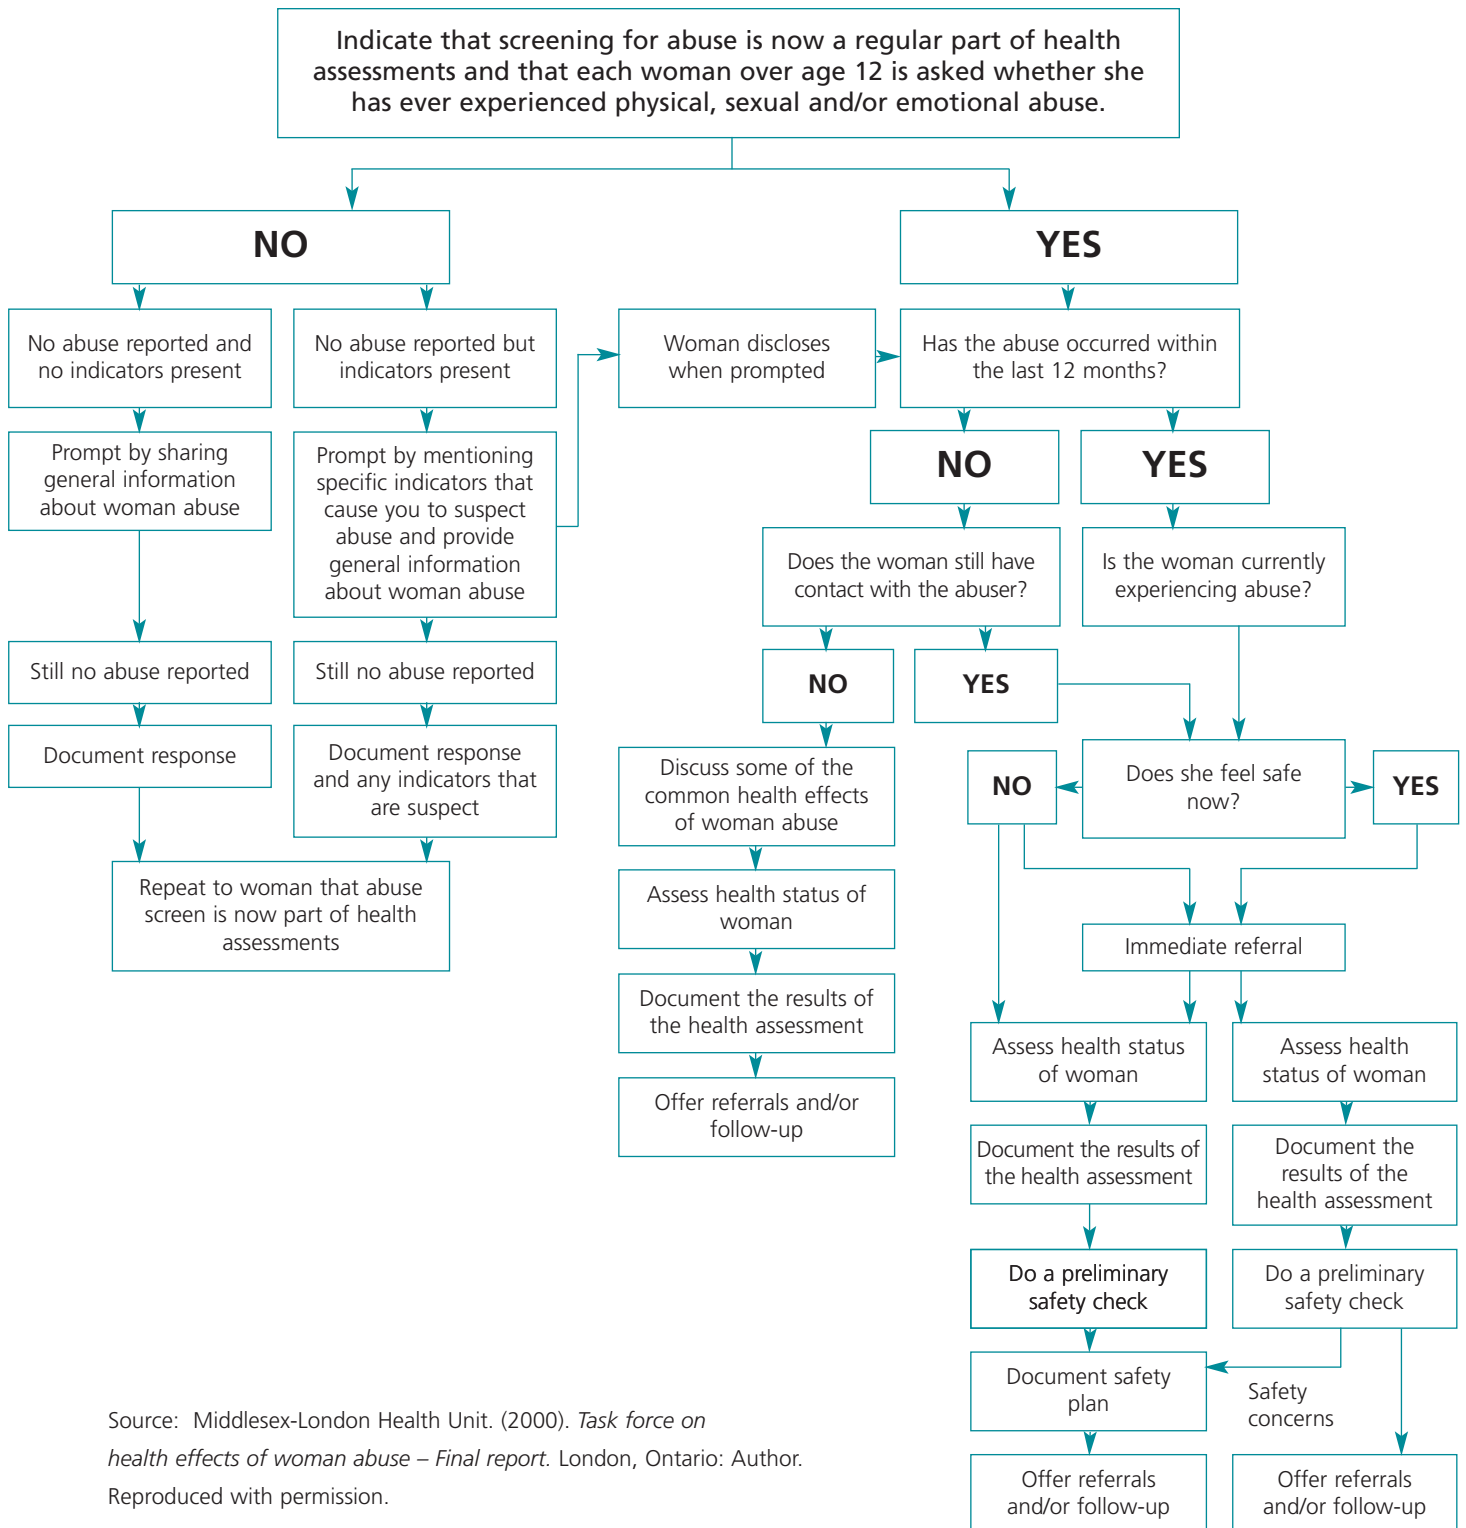 Indicate that screening for abuse is now a regular part of health
assessments and that each woman over age 12 is asked whether she
has ever experienced physical, sexual and/or emotional abuse.
NO
YES
No abuse reported and
no indicators present
No abuse reported but
indicators present
Woman discloses
when prompted
Has the abuse occurred within
the last 12 months?
Prompt by sharing
general information
about woman abuse
Prompt by mentioning
specific indicators that
cause you to suspect
abuse and provide
general information
about woman abuse
NO
YES
Does the woman still have
contact with the abuser?
Is the woman currently
experiencing abuse?
Still no abuse reported
Still no abuse reported
NO
YES
Document response
Document response
and any indicators that
are suspect
Discuss some of the
common health effects
of woman abuse
NO
Does she feel safe
now?
YES
Repeat to woman that abuse
screen is now part of health
assessments
Assess health status of
woman
Immediate referral
Document the results of
the health assessment
Assess health status
of woman
Assess health
status of woman
Offer referrals and/or
follow-up
Document the results of
the health assessment
Document the
results of the
health assessment
Do a preliminary
safety check
Do a preliminary
safety check
Document safety
plan
Safety
concerns
Offer referrals
and/or follow-up
Offer referrals
and/or follow-up
Source: Middlesex-London Health Unit. (2000). Task force on
health effects of woman abuse – Final report. London, Ontario: Author.
Reproduced with permission.